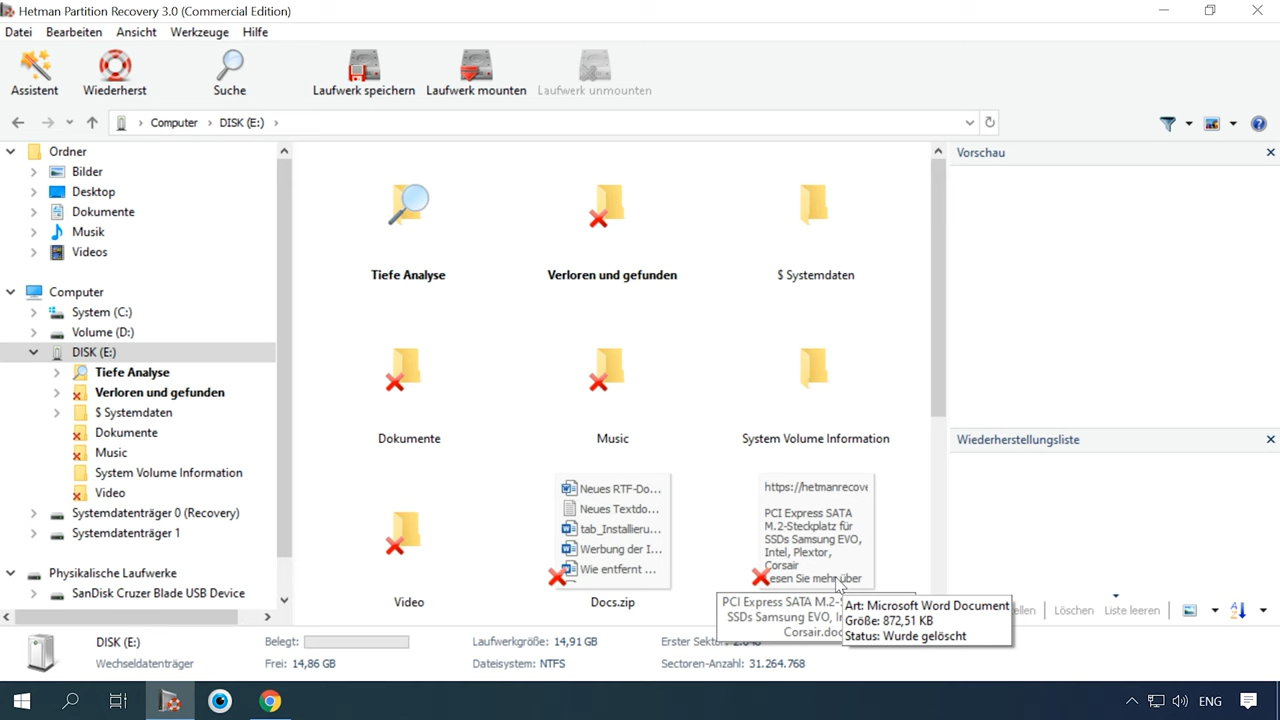 Hetman Partition Recovery 3.0 (Commercial Edition)
Datei Bearbeiten Ansicht Werkzeuge Hilfe
Assistent Wiederherst Suche Laufwerk speichern Laufwerk mounten Laufwerk unmounten
Computer DISK (E:)
Ordner
Bilder
Desktop
Dokumente
Musik
Videos
Computer
System (C:)
Volume (D:)
DISK (E:)
Tiefe Analyse
Verloren und gefunden
$ Systemdaten
Dokumente
Music
System Volume Information
Video
Systemdatenträger 0 (Recovery)
Systemdatenträger 1
Physikalische Laufwerke
SanDisk Cruzer Blade USB Device
Tiefe Analyse Verloren und gefunden $ Systemdaten
Dokumente Music System Volume Information
Neues RTF-Do...
Neues Textdo...
tab_Installieru...
Werbung der I...
Wie entfernt ...
https://hetmanrecove
PCI Express SATA
M.2-Steckplatz für
SSDs Samsung EVO,
Intel, Plextor,
Corsair
esen Sie mehr über
Video Docs.zip
PCI Express SATA M.2-S
SSDs Samsung EVO, In
Corsair.doc
Art: Microsoft Word Document
Größe: 872,51 KB
Status: Wurde gelöscht
Vorschau
Wiederherstellungsliste
ellen Löschen Liste leeren
DISK (E:) Belegt: Laufwerkgröße: 14,91 GB Erster Sektor: 2.048
Wechseldatenträger Frei: 14,86 GB Dateisystem: NTFS Sectoren-Anzahl: 31.264.768
ENG